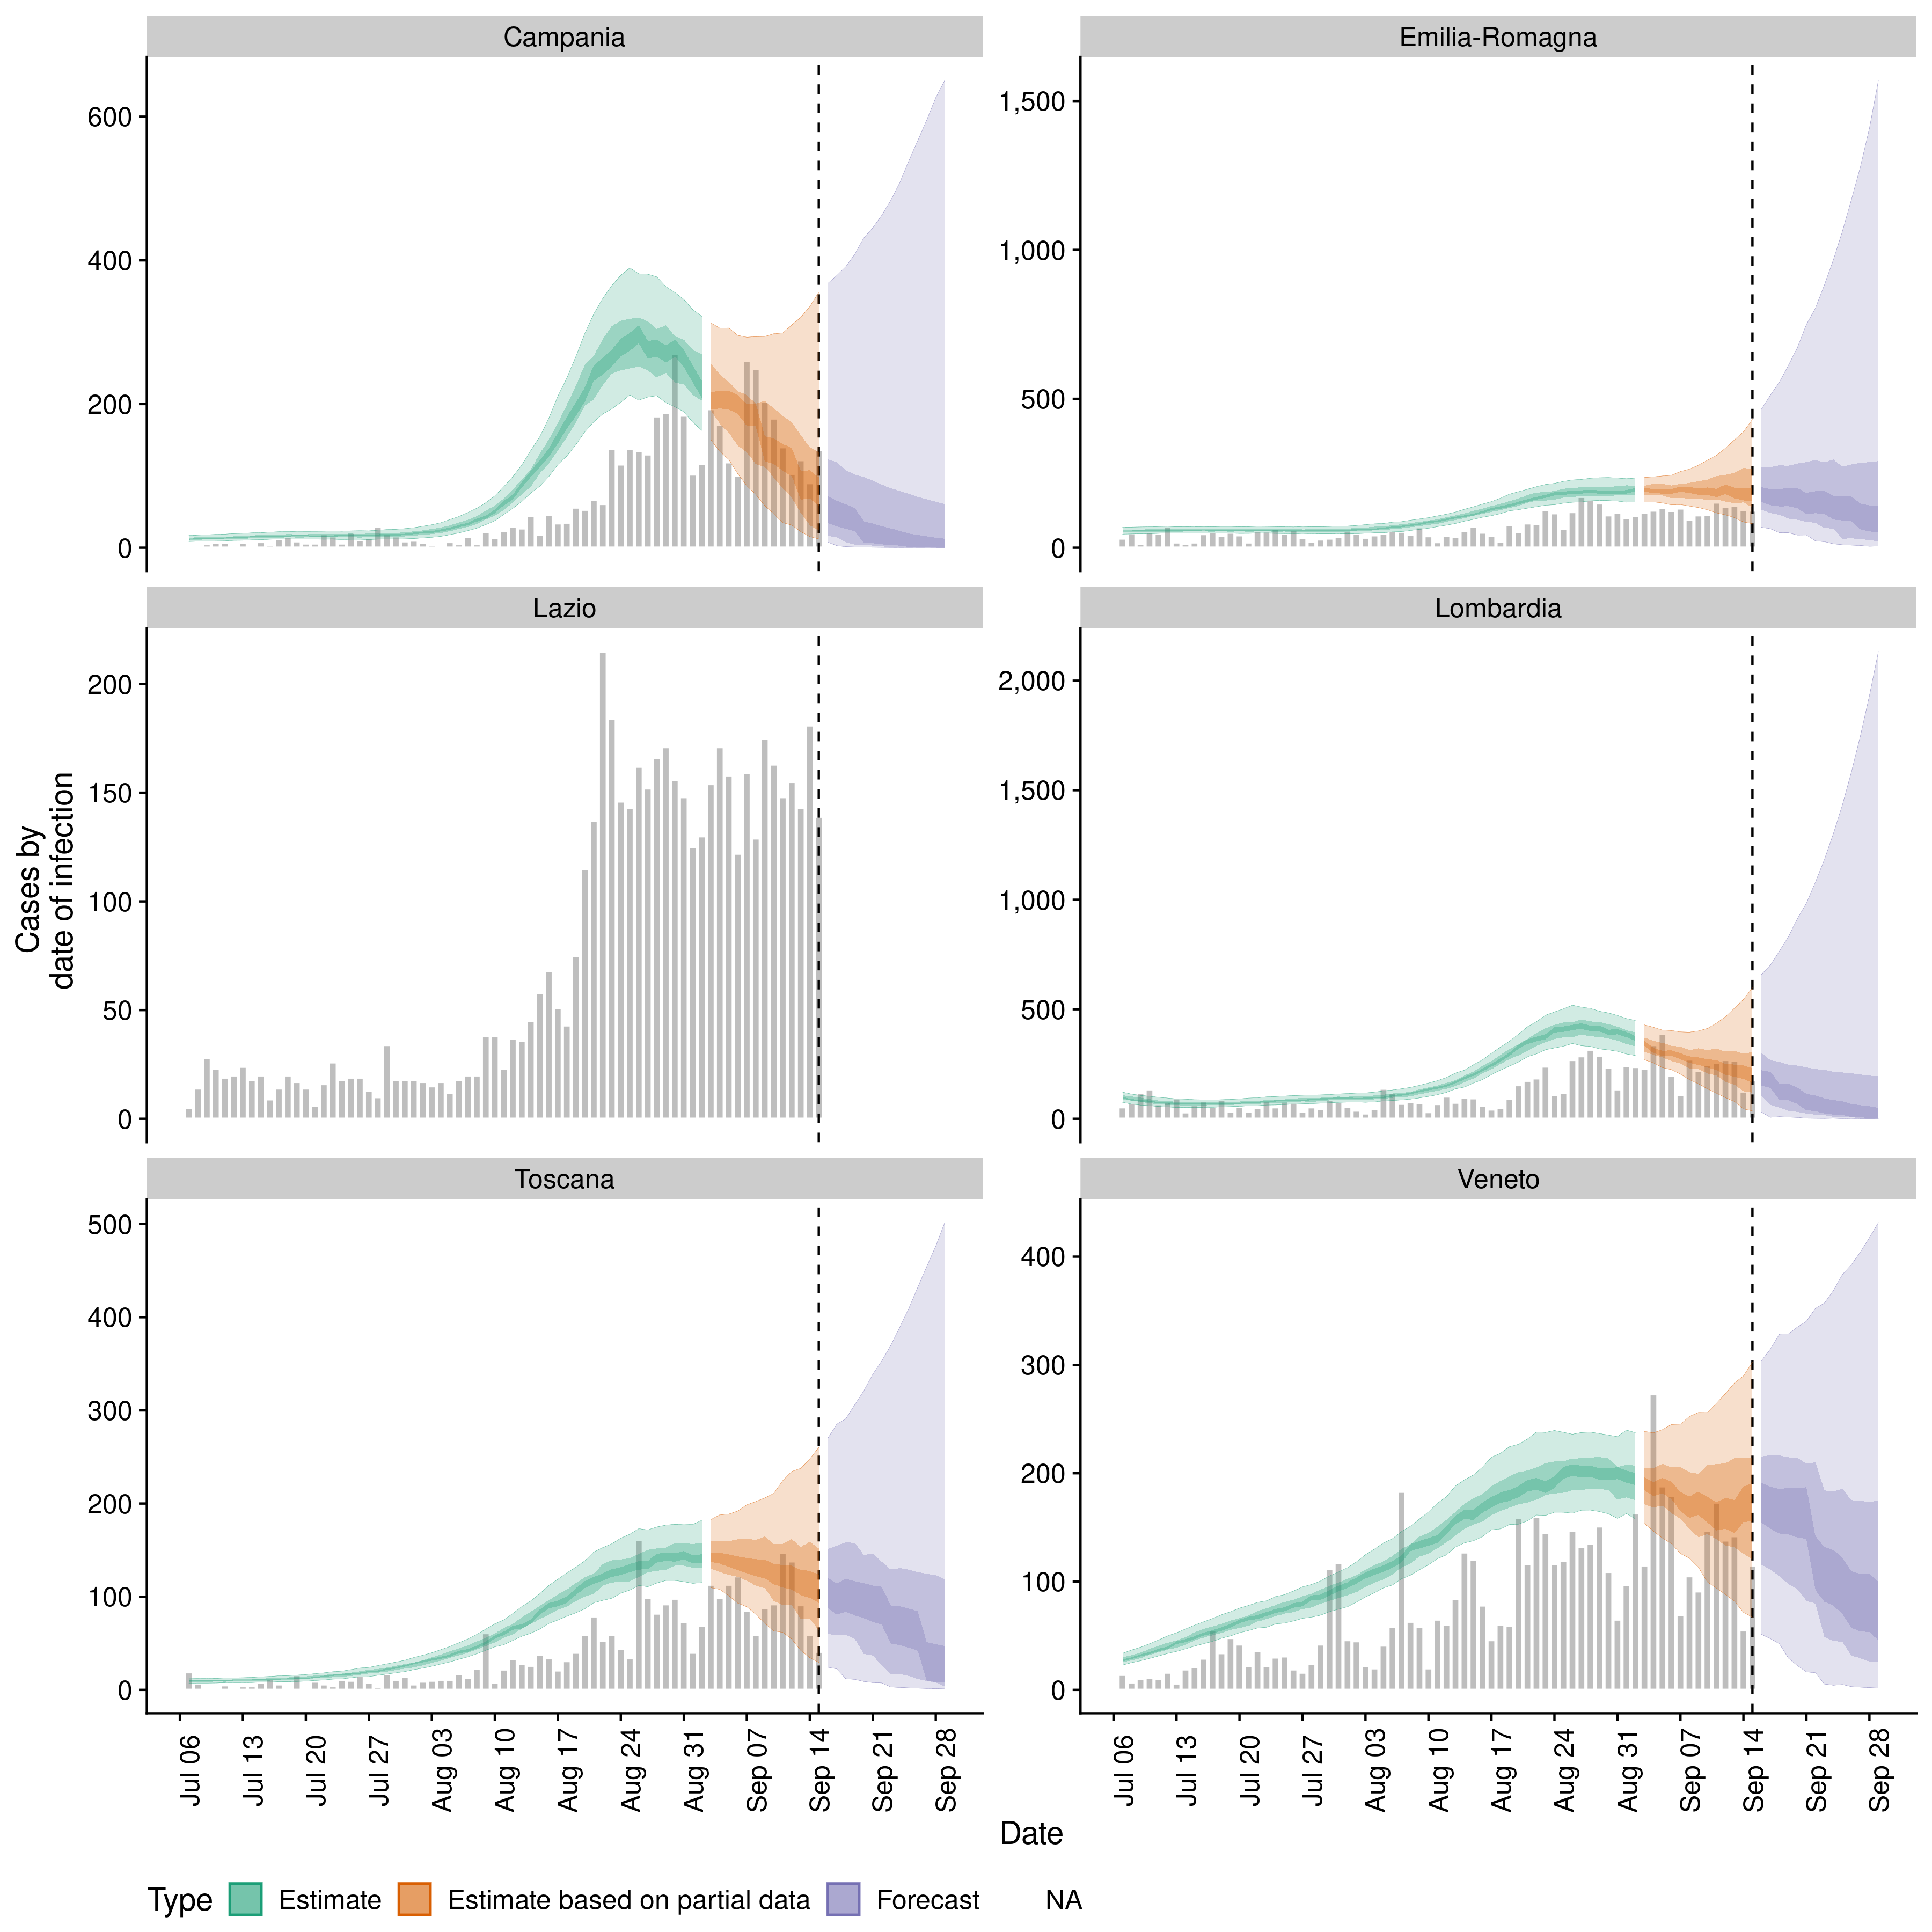 Campania
Emilia-Romagna
600
400
200
0
1,500
1,000
500
0
Lazio
Lombardia
200
150
100
50
0
2,000
1,500
1,000
500
0
Cases by
date of infection
Toscana
Veneto
500
400
300
200
100
0
400
300
200
100
0
Jul 06 Jul 13 Jul 20 Jul 27 Aug 03 Aug 10 Aug 17 Aug 24 Aug 31 Sep 07 Sep 14 Sep 21 Sep 28
Jul 06 Jul 13 Jul 20 Jul 27 Aug 03 Aug 10 Aug 17 Aug 24 Aug 31 Sep 07 Sep 14 Sep 21 Sep 28
Date
Type Estimate Estimate based on partial data Forecast NA